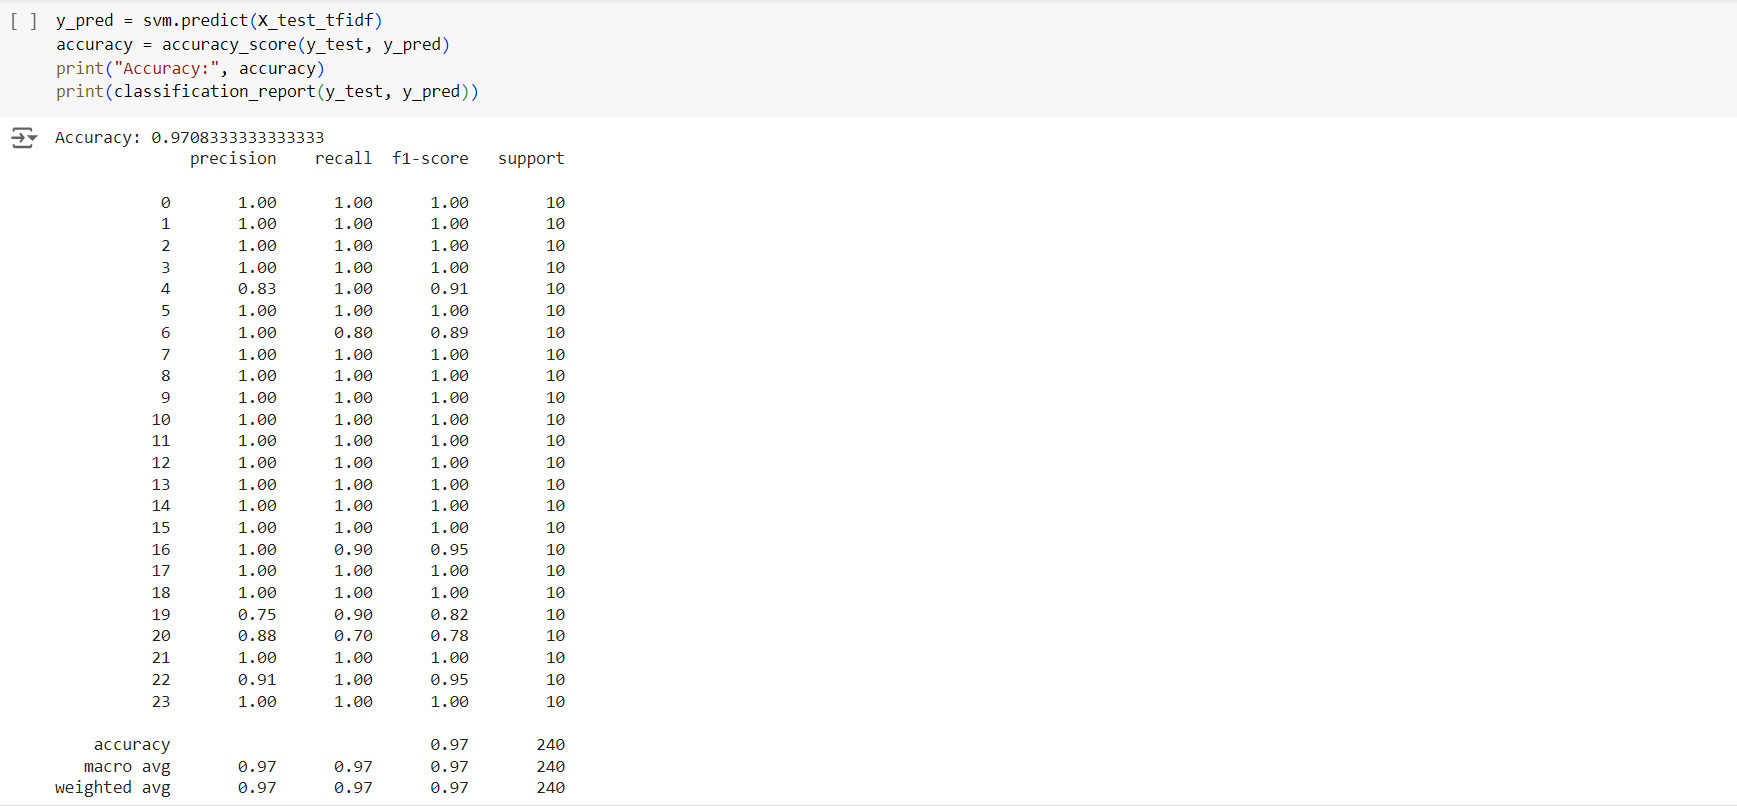 [ ] y_pred = svm.predict(X_test_tfidf)
accuracy = accuracy_score(y_test, y_pred)
print("Accuracy:", accuracy)
print(classification_report(y_test, y_pred))
Accuracy: 0.9708333333333333
precision recall f1-score support
0 1.00 1.00 1.00 10
1 1.00 1.00 1.00 10
2 1.00 1.00 1.00 10
3 1.00 1.00 1.00 10
4 0.83 1.00 0.91 10
5 1.00 1.00 1.00 10
6 1.00 0.80 0.89 10
7 1.00 1.00 1.00 10
8 1.00 1.00 1.00 10
9 1.00 1.00 1.00 10
10 1.00 1.00 1.00 10
11 1.00 1.00 1.00 10
12 1.00 1.00 1.00 10
13 1.00 1.00 1.00 10
14 1.00 1.00 1.00 10
15 1.00 1.00 1.00 10
16 1.00 0.90 0.95 10
17 1.00 1.00 1.00 10
18 1.00 1.00 1.00 10
19 0.75 0.90 0.82 10
20 0.88 0.70 0.78 10
21 1.00 1.00 1.00 10
22 0.91 1.00 0.95 10
23 1.00 1.00 1.00 10
accuracy 0.97 240
macro avg 0.97 0.97 0.97 240
weighted avg 0.97 0.97 0.97 240